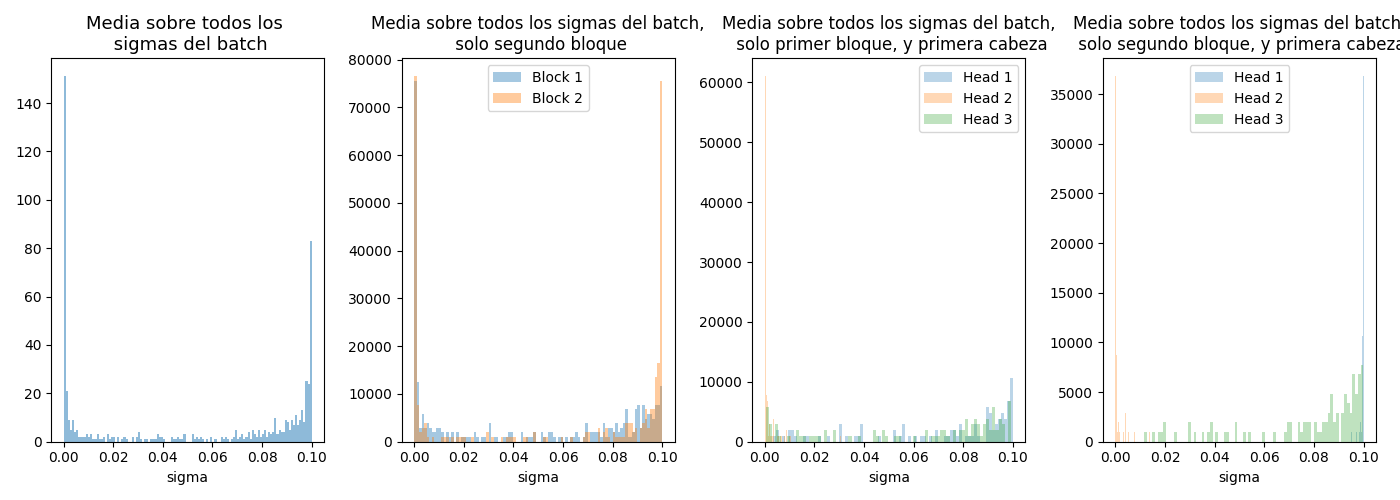 Media sobre todos los
sigmas del batch
140
120
100
80
60
40
20
0
0.00 0.02 0.04 0.06 0.08 0.10
sigma
Media sobre todos los sigmas del batch,
solo segundo bloque
80000
70000
60000
50000
40000
30000
20000
10000
0
Block 1
Block 2
0.00 0.02 0.04 0.06 0.08 0.10
sigma
Media sobre todos los sigmas del batch,
solo primer bloque, y primera cabeza
60000
50000
40000
30000
20000
10000
0
Head 1
Head 2
Head 3
0.00 0.02 0.04 0.06 0.08 0.10
sigma
Media sobre todos los sigmas del batch
solo segundo bloque, y primera cabeza
35000
30000
25000
20000
15000
10000
5000
0
Head 1
Head 2
Head 3
0.00 0.02 0.04 0.06 0.08 0.10
sigma